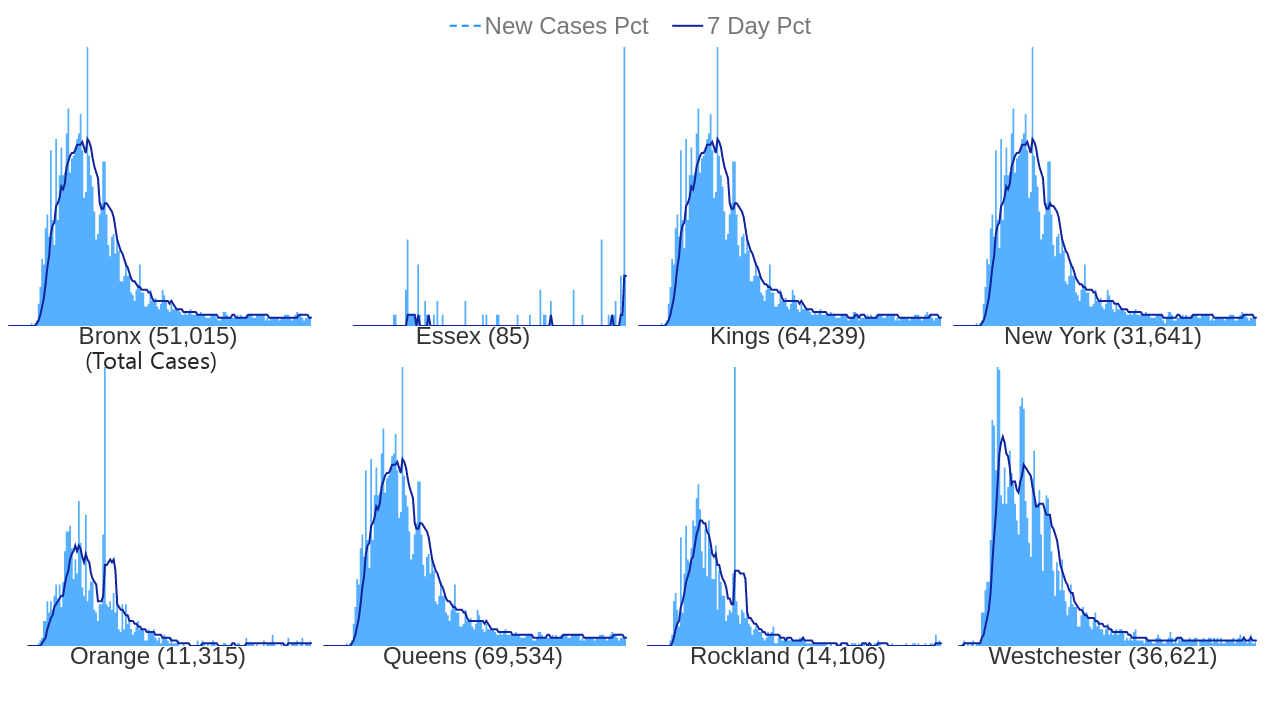 New Cases Pct 7 Day Pct
Bronx (51,015) Essex (85) Kings (64,239) New York (31,641)
(Total Cases)
Orange (11,315) Queens (69,534) Rockland (14,106) Westchester (36,621)